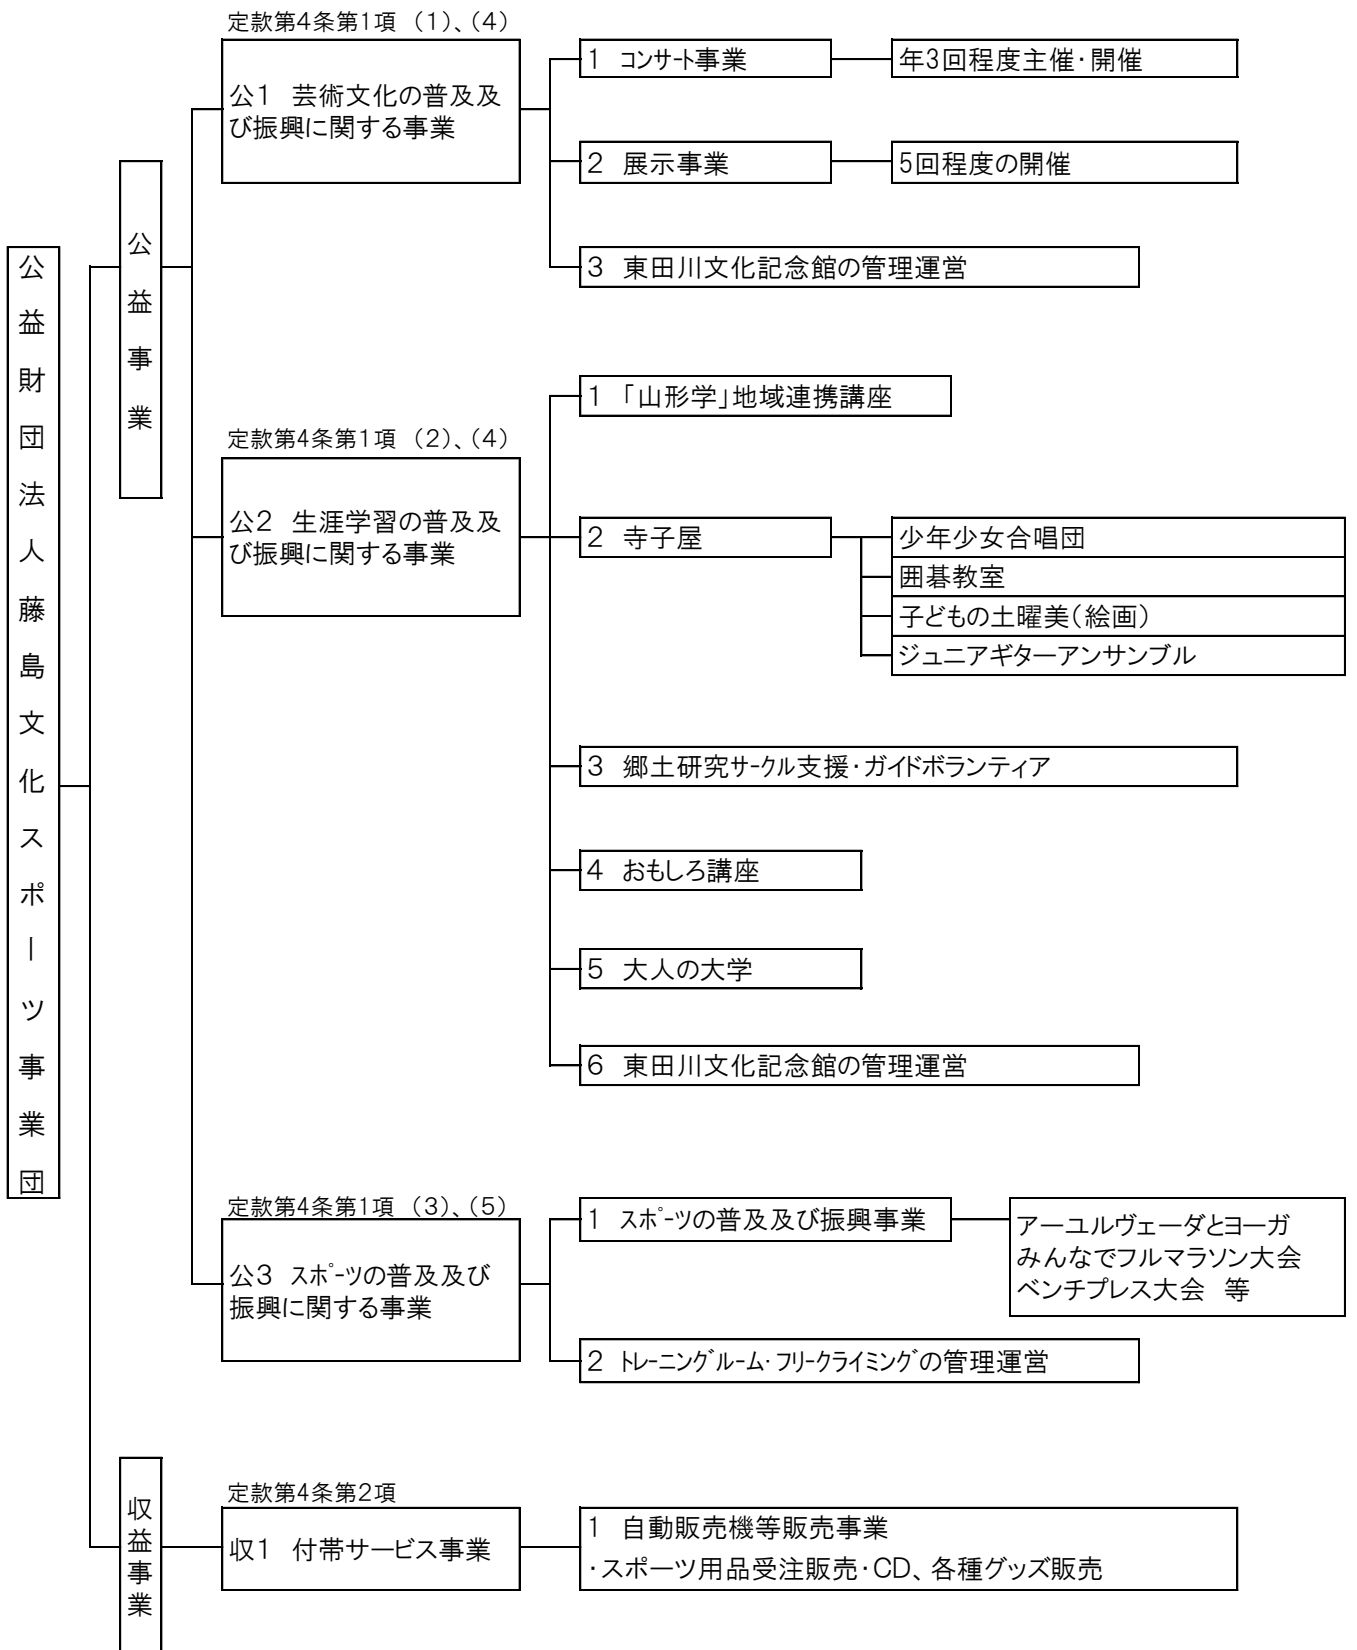 公益財団法人藤島文化スポーツ事業団
公益事業
定款第4条第1項 （1）、（4）
公1 芸術文化の普及及
び振興に関する事業
1 ｺﾝｻｰﾄ事業
年3回程度主催・開催
2 展示事業
5回程度の開催
3 東田川文化記念館の管理運営
定款第4条第1項 （2）、（4）
公2 生涯学習の普及及
び振興に関する事業
1 「山形学」地域連携講座
2 寺子屋
少年少女合唱団
囲碁教室
子どもの土曜美（絵画）
ジュニアギターアンサンブル
3 郷土研究ｻｰｸﾙ支援・ガイドボランティア
4 おもしろ講座
5 大人の大学
6 東田川文化記念館の管理運営
定款第4条第1項 （3）、（5）
公3 ｽﾎﾟｰﾂの普及及び
振興に関する事業
1 ｽﾎﾟｰﾂの普及及び振興事業
アーユルヴェーダとヨーガ
みんなでフルマラソン大会
ベンチプレス大会 等
2 ﾄﾚｰﾆﾝｸﾞﾙｰﾑ・ﾌﾘｰｸﾗｲﾐﾝｸﾞの管理運営
収益事業
定款第4条第2項
収1 付帯サービス事業
1 自動販売機等販売事業
・スポーツ用品受注販売・CD、各種グッズ販売